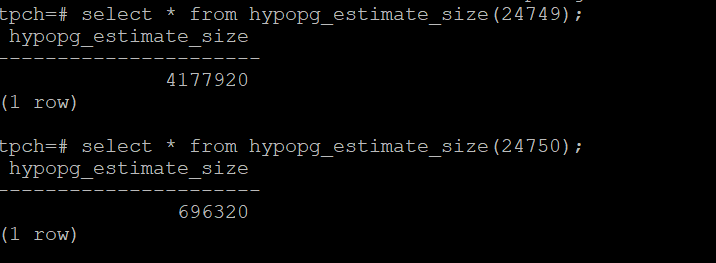 tpch=# select * from hypopg_estimate_size(24749);
hypopg_estimate_size
----------------------
4177920
(1 row)
tpch=# select * from hypopg_estimate_size(24750);
hypopg_estimate_size
----------------------
696320
(1 row)